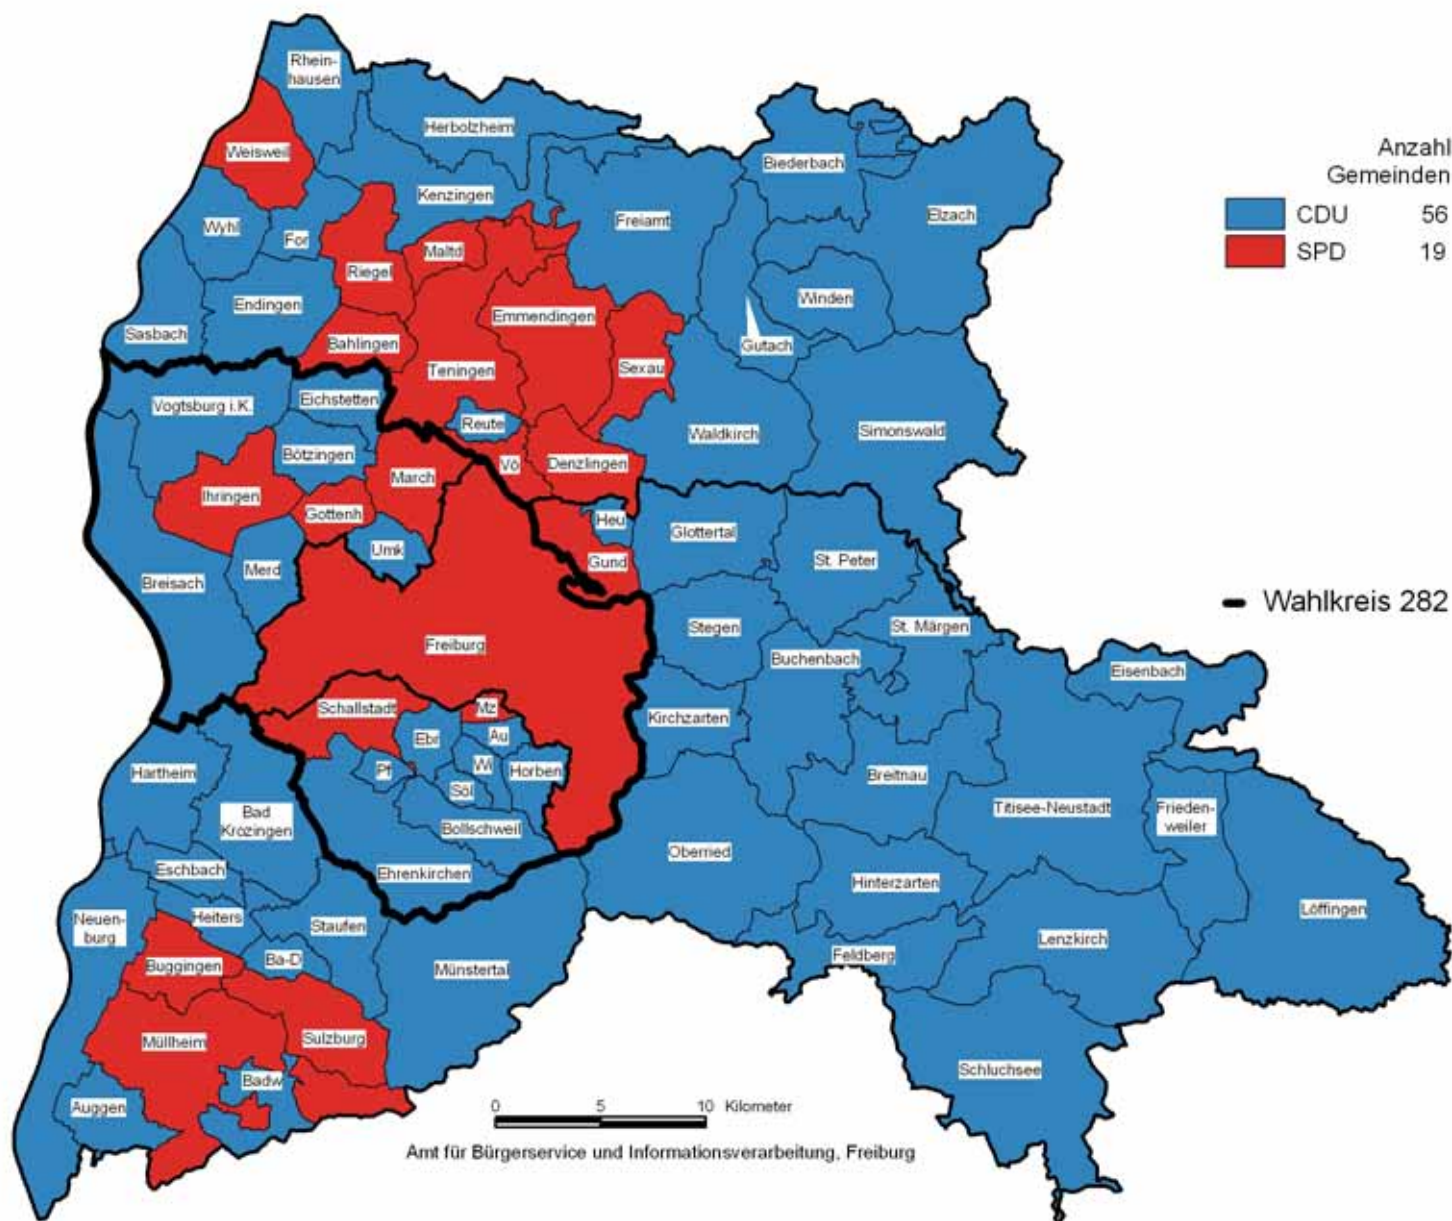 Rhein-
hausen
Herbolzheim
Weisweil
Biederbach
Anzahl
Gemeinden
CDU 56
SPD 19
Kenzingen
Elzach
Freiamt
Wyhl
For
Maltd
Riegel
Winden
Endingen
Emmendingen
Sasbach
Bahlingen
Gutach
Teningen
Sexau
Vogtsburg i.K.
Eichstetten
Reute
Waldkirch
Simonswald
Bötzingen
Vö
Denzlingen
March
Ihringen
Gottenh
Heu
Glottertal
Umk
Gund
St. Peter
Merd
Breisach
Wahlkreis 282
Stegen
St. Märgen
Freiburg
Buchenbach
Eisenbach
Schallstadt
Mz
Kirchzarten
Ebr
Au
Hartheim
Pf
Wi
Horben
Breitnau
Söl
Titisee-Neustadt
Frieden-
weiler
Bad
Krozingen
Bollschweil
Oberried
Eschbach
Ehrenkirchen
Hinterzarten
Löffingen
Neuen-
burg
Heiters
Staufen
Lenzkirch
Ba-D
Feldberg
Buggingen
Münstertal
Müllheim
Sulzburg
Schluchsee
Badw
Auggen
0 5 10 Kilometer
Amt für Bürgerservice und Informationsverarbeitung, Freiburg